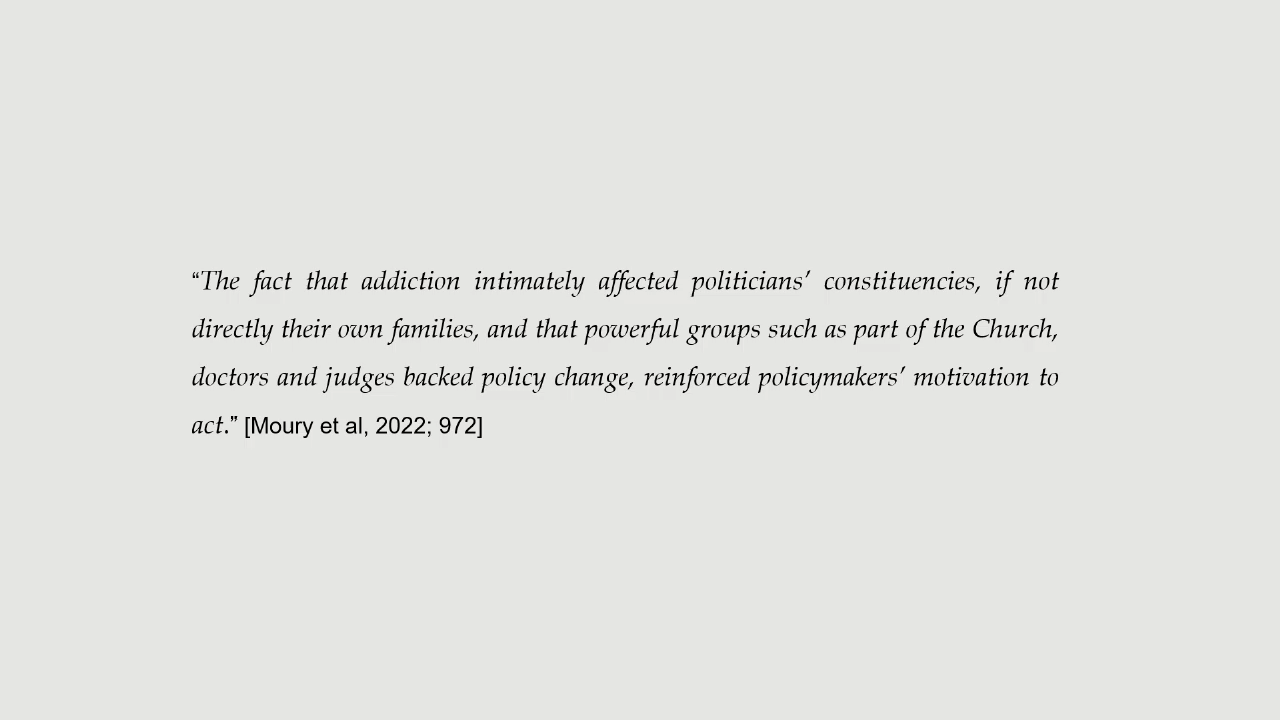 “The fact that addiction intimately affected politicians’ constituencies, if not
directly their own families, and that powerful groups such as part of the Church,
doctors and judges backed policy change, reinforced policymakers’ motivation to
act.” [Moury et al, 2022; 972]